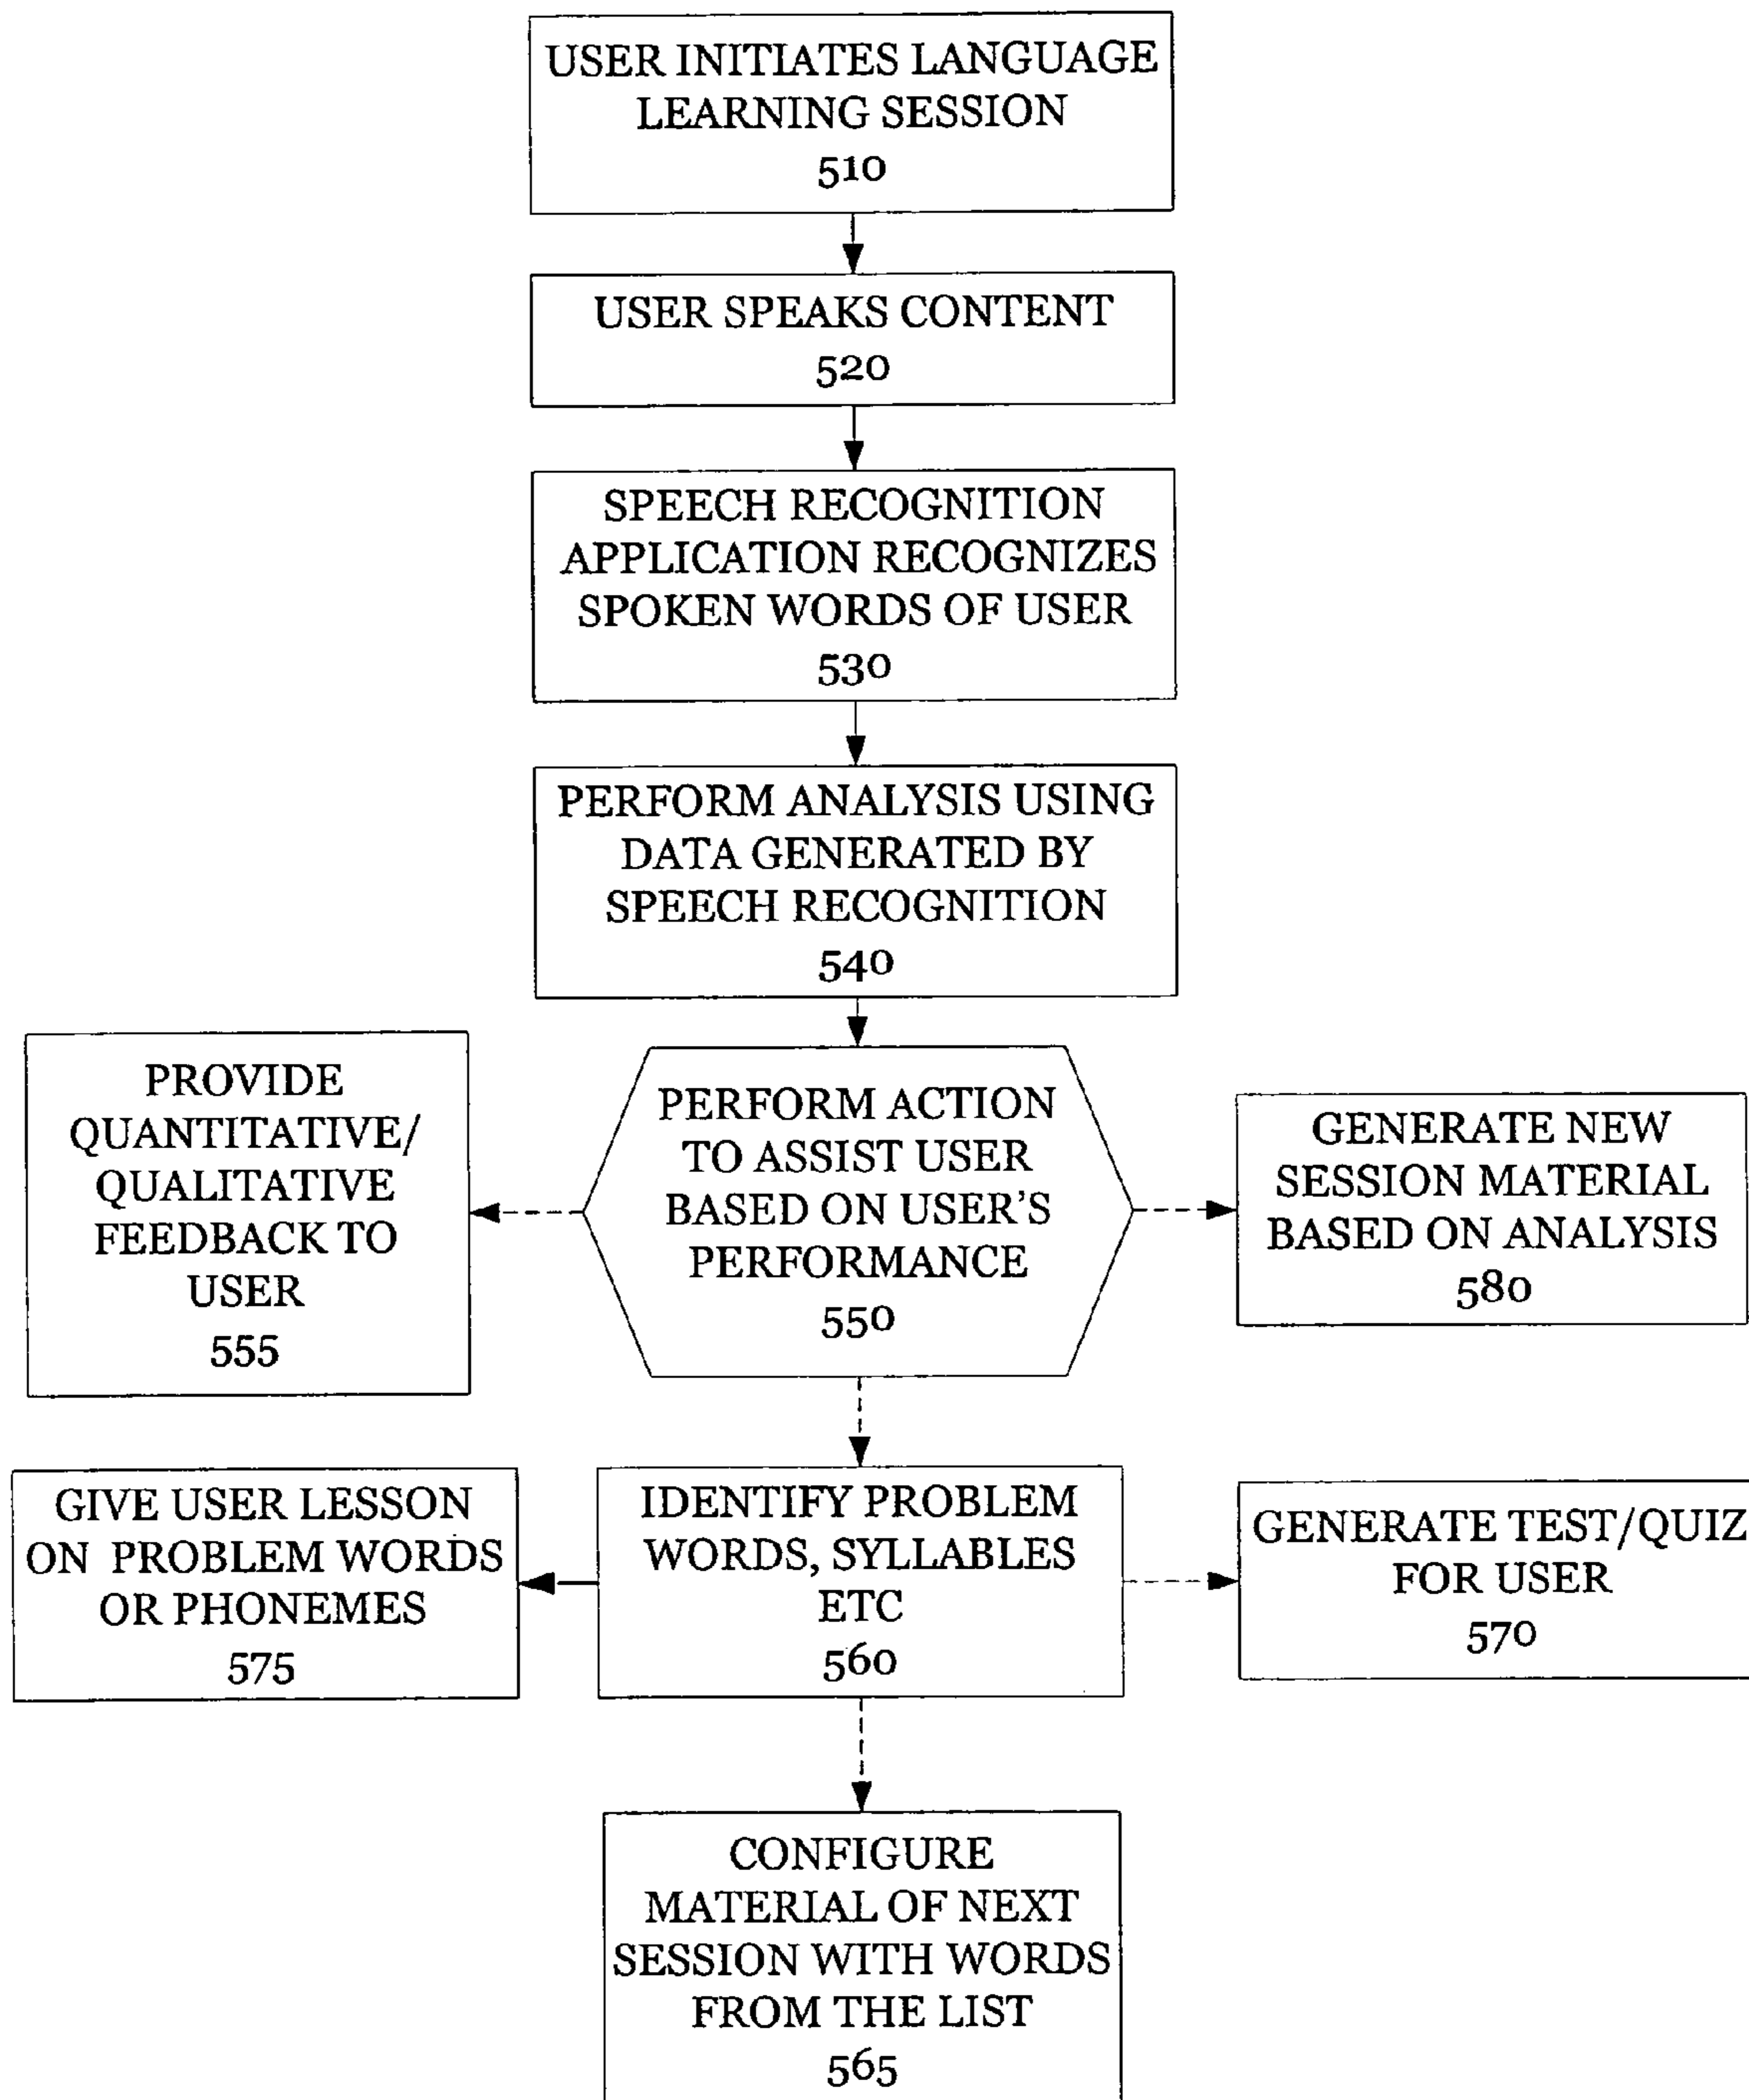 USER INITIATES LANGUAGE
LEARNING SESSION
510
USER SPEAKS CONTENT
520
SPEECH RECOGNITION
APPLICATION RECOGNIZES
SPOKEN WORDS OF USER
530
PERFORM ANALYSIS USING
DATA GENERATED BY
SPEECH RECOGNITION
540
PROVIDE
QUANTITATIVE/
QUALITATIVE
FEEDBACK TO
USER
555
PERFORM ACTION
TO ASSIST USER
BASED ON USER'S
PERFORMANCE
550
GENERATE NEW
SESSION MATERIAL
BASED ON ANALYSIS
580
GIVE USER LESSON
ON PROBLEM WORDS
OR PHONEMES
575
IDENTIFY PROBLEM
WORDS, SYLLABLES
ETC
560
GENERATE TEST/QUIZ
FOR USER
570
CONFIGURE
MATERIAL OF NEXT
SESSION WITH WORDS
FROM THE LIST
565